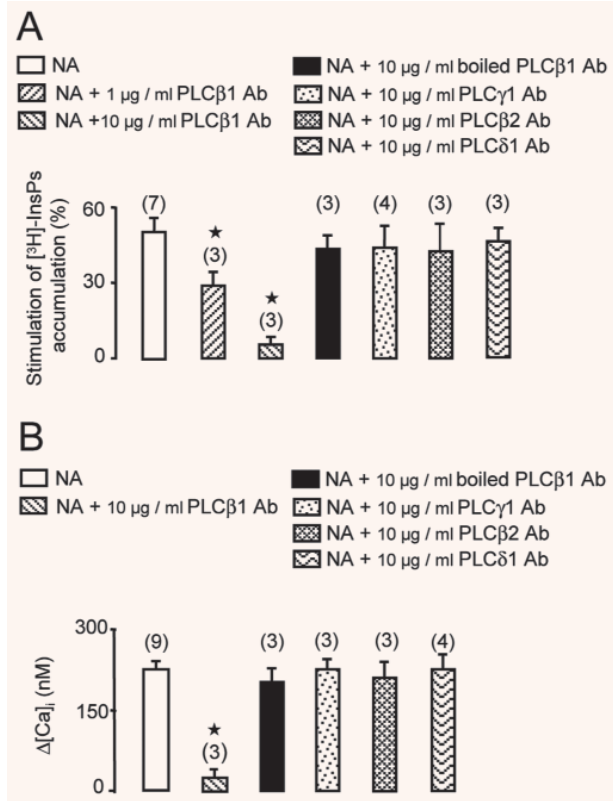 A
NA
NA + 1 µg / ml PLCβ1 Ab
NA +10 µg / ml PLCβ1 Ab
NA + 10 µg / ml boiled PLCβ1 Ab
NA + 10 µg / ml PLCγ1 Ab
NA + 10 µg / ml PLCβ2 Ab
NA + 10 µg / ml PLCδ1 Ab
Stimulation of [³H]-InsPs
accumulation (%)
60
30
0
(7)
★
(3)
★
(3)
(3)
(4)
(3)
(3)
B
NA
NA + 10 µg / ml PLCβ1 Ab
NA + 10 µg / ml boiled PLCβ1 Ab
NA + 10 µg / ml PLCγ1 Ab
NA + 10 µg / ml PLCβ2 Ab
NA + 10 µg / ml PLCδ1 Ab
Δ[Ca]ᵢ (nM)
300
150
0
(9)
★
(3)
(3)
(3)
(3)
(4)